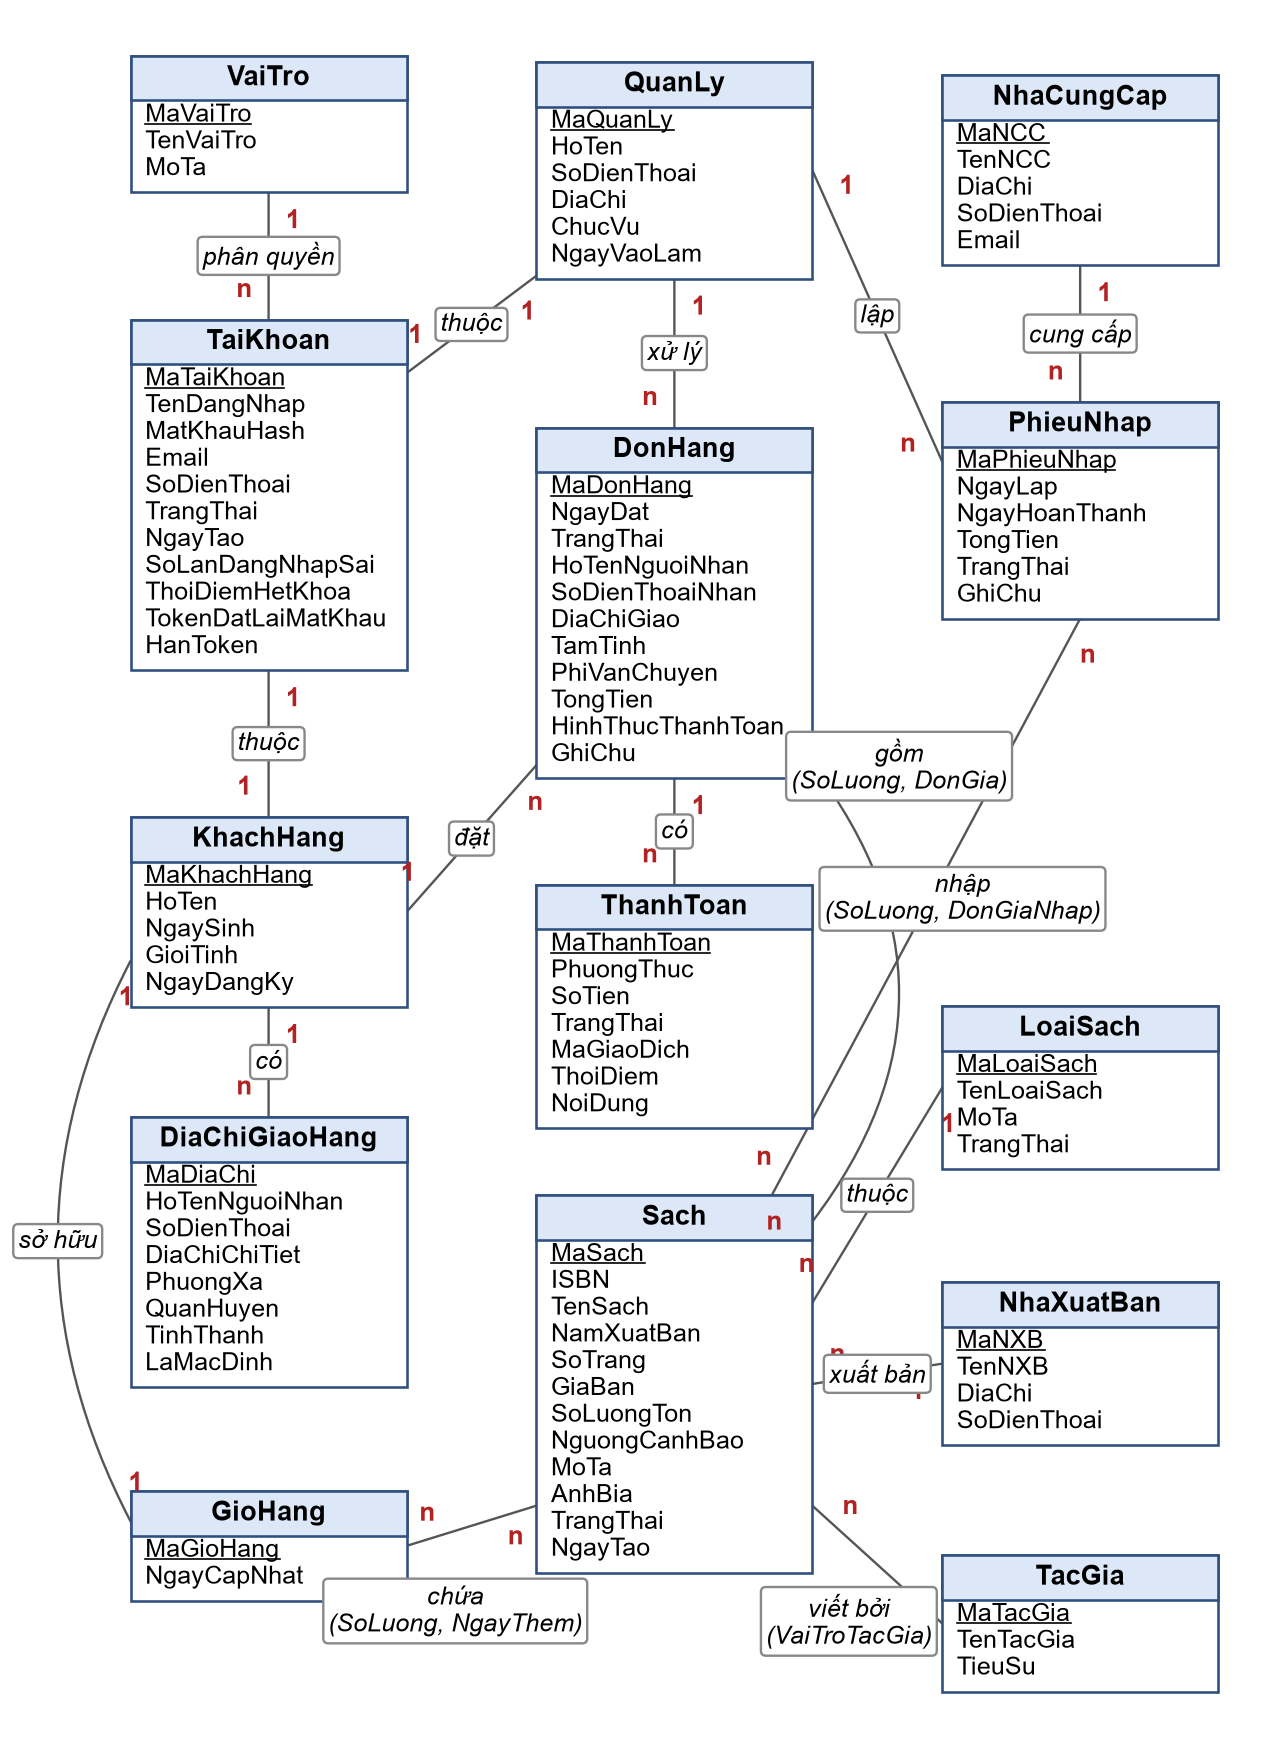 VaiTro
MaVaiTro
TenVaiTro
MoTa
1
phân quyền
n
QuanLy
MaQuanLy
HoTen
SoDienThoai
DiaChi
ChucVu
NgayVaoLam
NhaCungCap
MaNCC
TenNCC
DiaChi
SoDienThoai
Email
1
lập
n
1
cung cấp
n
1
thuộc
1
1
xử lý
n
TaiKhoan
MaTaiKhoan
TenDangNhap
MatKhauHash
Email
SoDienThoai
TrangThai
NgayTao
SoLanDangNhapSai
ThoiDiemHetKhoa
TokenDatLaiMatKhau
HanToken
DonHang
MaDonHang
NgayDat
TrangThai
HoTenNguoiNhan
SoDienThoaiNhan
DiaChiGiao
TamTinh
PhiVanChuyen
TongTien
HinhThucThanhToan
GhiChu
PhieuNhap
MaPhieuNhap
NgayLap
NgayHoanThanh
TongTien
TrangThai
GhiChu
n
1
thuộc
1
gồm
(SoLuong, DonGia)
n
đặt
1
1
có
n
nhập
(SoLuong, DonGiaNhap)
KhachHang
MaKhachHang
HoTen
NgaySinh
GioiTinh
NgayDangKy
1
1
có
n
ThanhToan
MaThanhToan
PhuongThuc
SoTien
TrangThai
MaGiaoDich
ThoiDiem
NoiDung
LoaiSach
MaLoaiSach
TenLoaiSach
MoTa
TrangThai
1
thuộc
n
n
n
DiaChiGiaoHang
MaDiaChi
HoTenNguoiNhan
SoDienThoai
DiaChiChiTiet
PhuongXa
QuanHuyen
TinhThanh
LaMacDinh
sở hữu
1
Sach
MaSach
ISBN
TenSach
NamXuatBan
SoTrang
GiaBan
SoLuongTon
NguongCanhBao
MoTa
AnhBia
TrangThai
NgayTao
n
xuất bản
NhaXuatBan
MaNXB
TenNXB
DiaChi
SoDienThoai
GioHang
MaGioHang
NgayCapNhat
n
n
chứa
(SoLuong, NgayThem)
n
viết bởi
(VaiTroTacGia)
TacGia
MaTacGia
TenTacGia
TieuSu